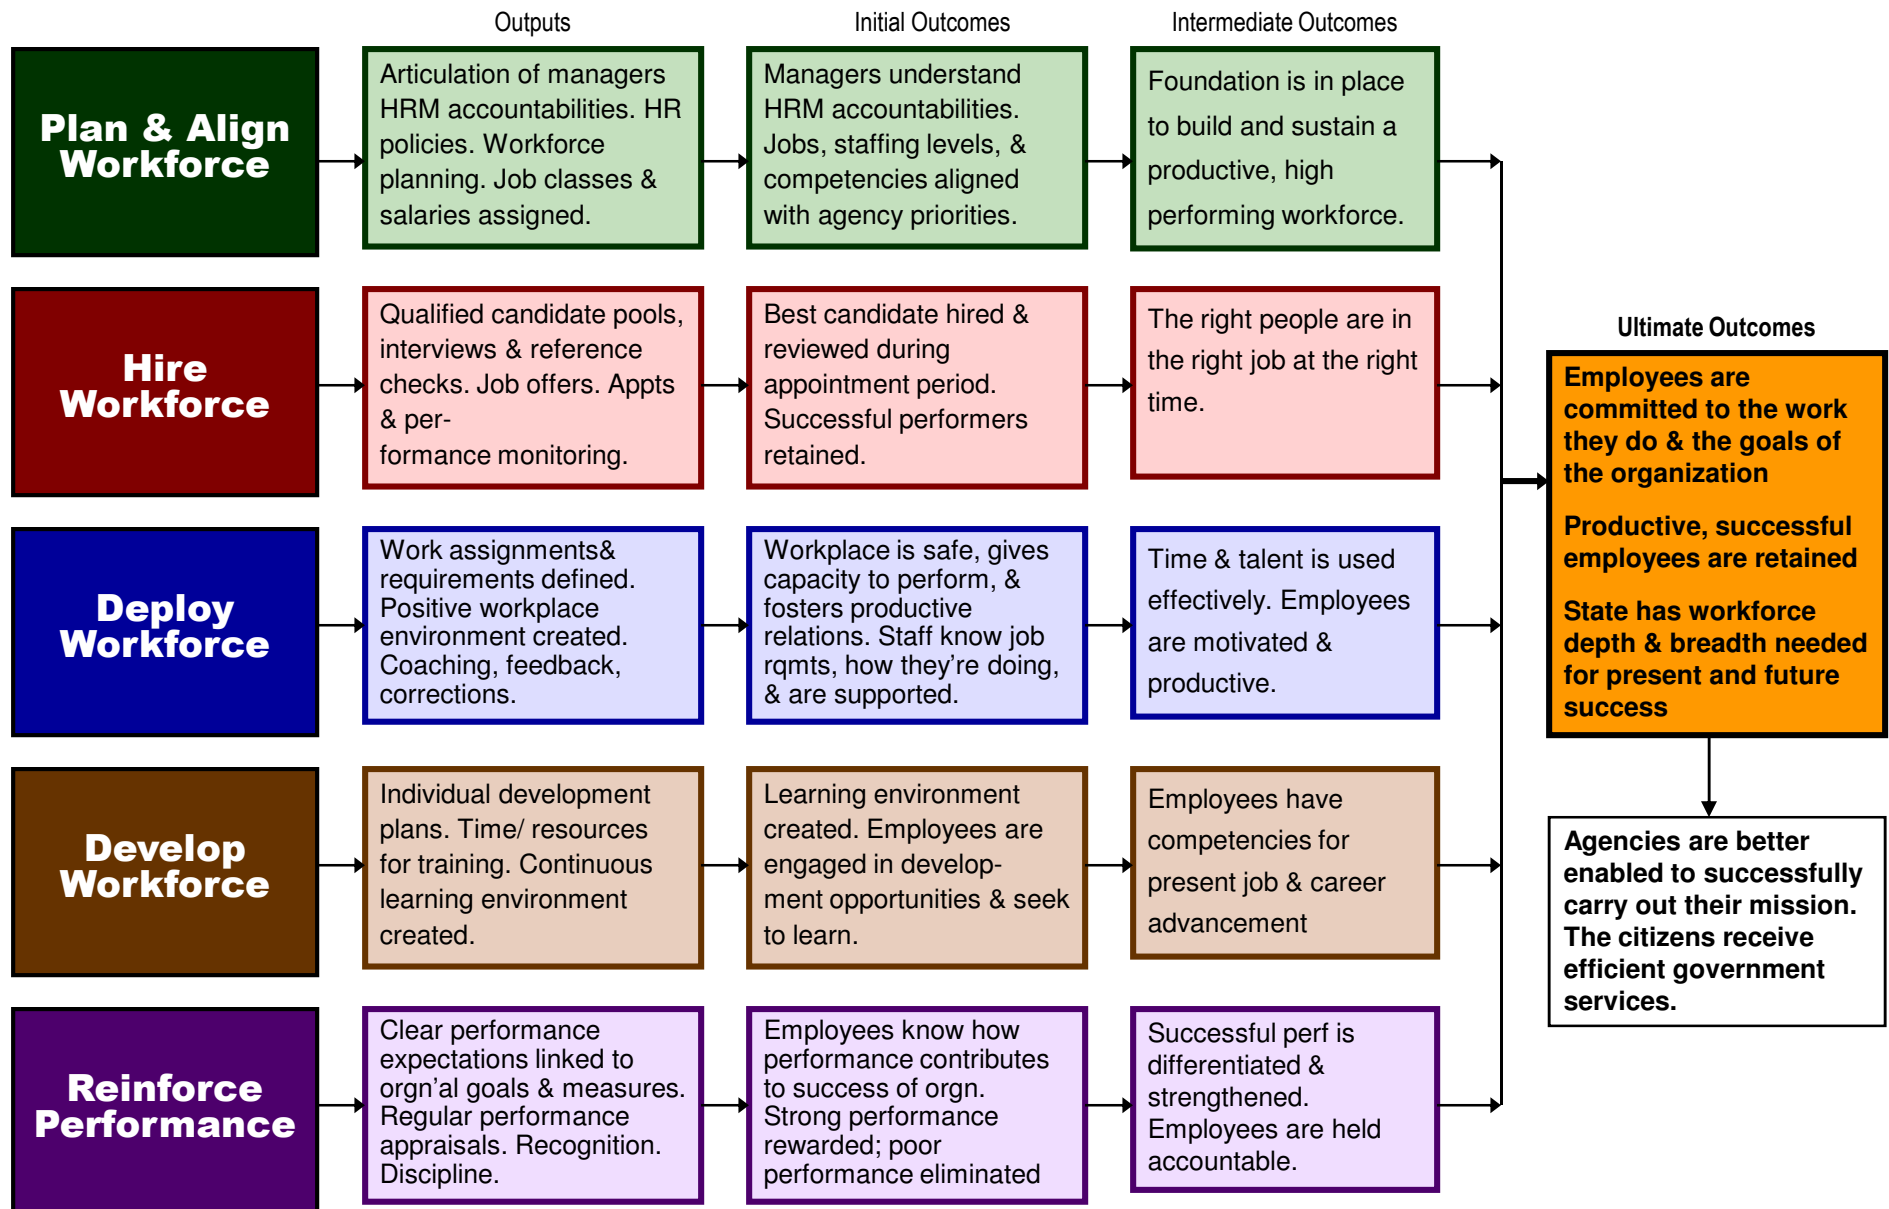 Outputs
Initial Outcomes
Intermediate Outcomes
Plan & Align
Workforce
Articulation of managers
HRM accountabilities. HR
policies. Workforce
planning. Job classes &
salaries assigned.
Managers understand
HRM accountabilities.
Jobs, staffing levels, &
competencies aligned
with agency priorities.
Foundation is in place
to build and sustain a
productive, high
performing workforce.
Hire
Workforce
Qualified candidate pools,
interviews & reference
checks. Job offers. Appts
& per-
formance monitoring.
Best candidate hired &
reviewed during
appointment period.
Successful performers
retained.
The right people are in
the right job at the right
time.
Deploy
Workforce
Work assignments&
requirements defined.
Positive workplace
environment created.
Coaching, feedback,
corrections.
Workplace is safe, gives
capacity to perform, &
fosters productive
relations. Staff know job
rqmts, how they’re doing,
& are supported.
Time & talent is used
effectively. Employees
are motivated &
productive.
Develop
Workforce
Individual development
plans. Time/ resources
for training. Continuous
learning environment
created.
Learning environment
created. Employees are
engaged in develop-
ment opportunities & seek
to learn.
Employees have
competencies for
present job & career
advancement
Reinforce
Performance
Clear performance
expectations linked to
orgn’al goals & measures.
Regular performance
appraisals. Recognition.
Discipline.
Employees know how
performance contributes
to success of orgn.
Strong performance
rewarded; poor
performance eliminated
Successful perf is
differentiated &
strengthened.
Employees are held
accountable.
Ultimate Outcomes
Employees are
committed to the work
they do & the goals of
the organization
Productive, successful
employees are retained
State has workforce
depth & breadth needed
for present and future
success
Agencies are better
enabled to successfully
carry out their mission.
The citizens receive
efficient government
services.